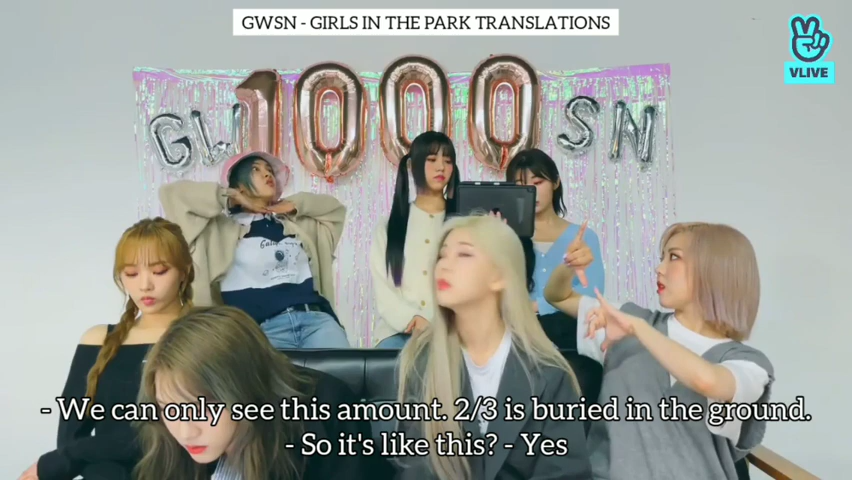 GWSN - GIRLS IN THE PARK TRANSLATIONS
VLIVE
1000
GW SN
- We can only see this amount. 2/3 is buried in the ground.
- So it's like this? - Yes